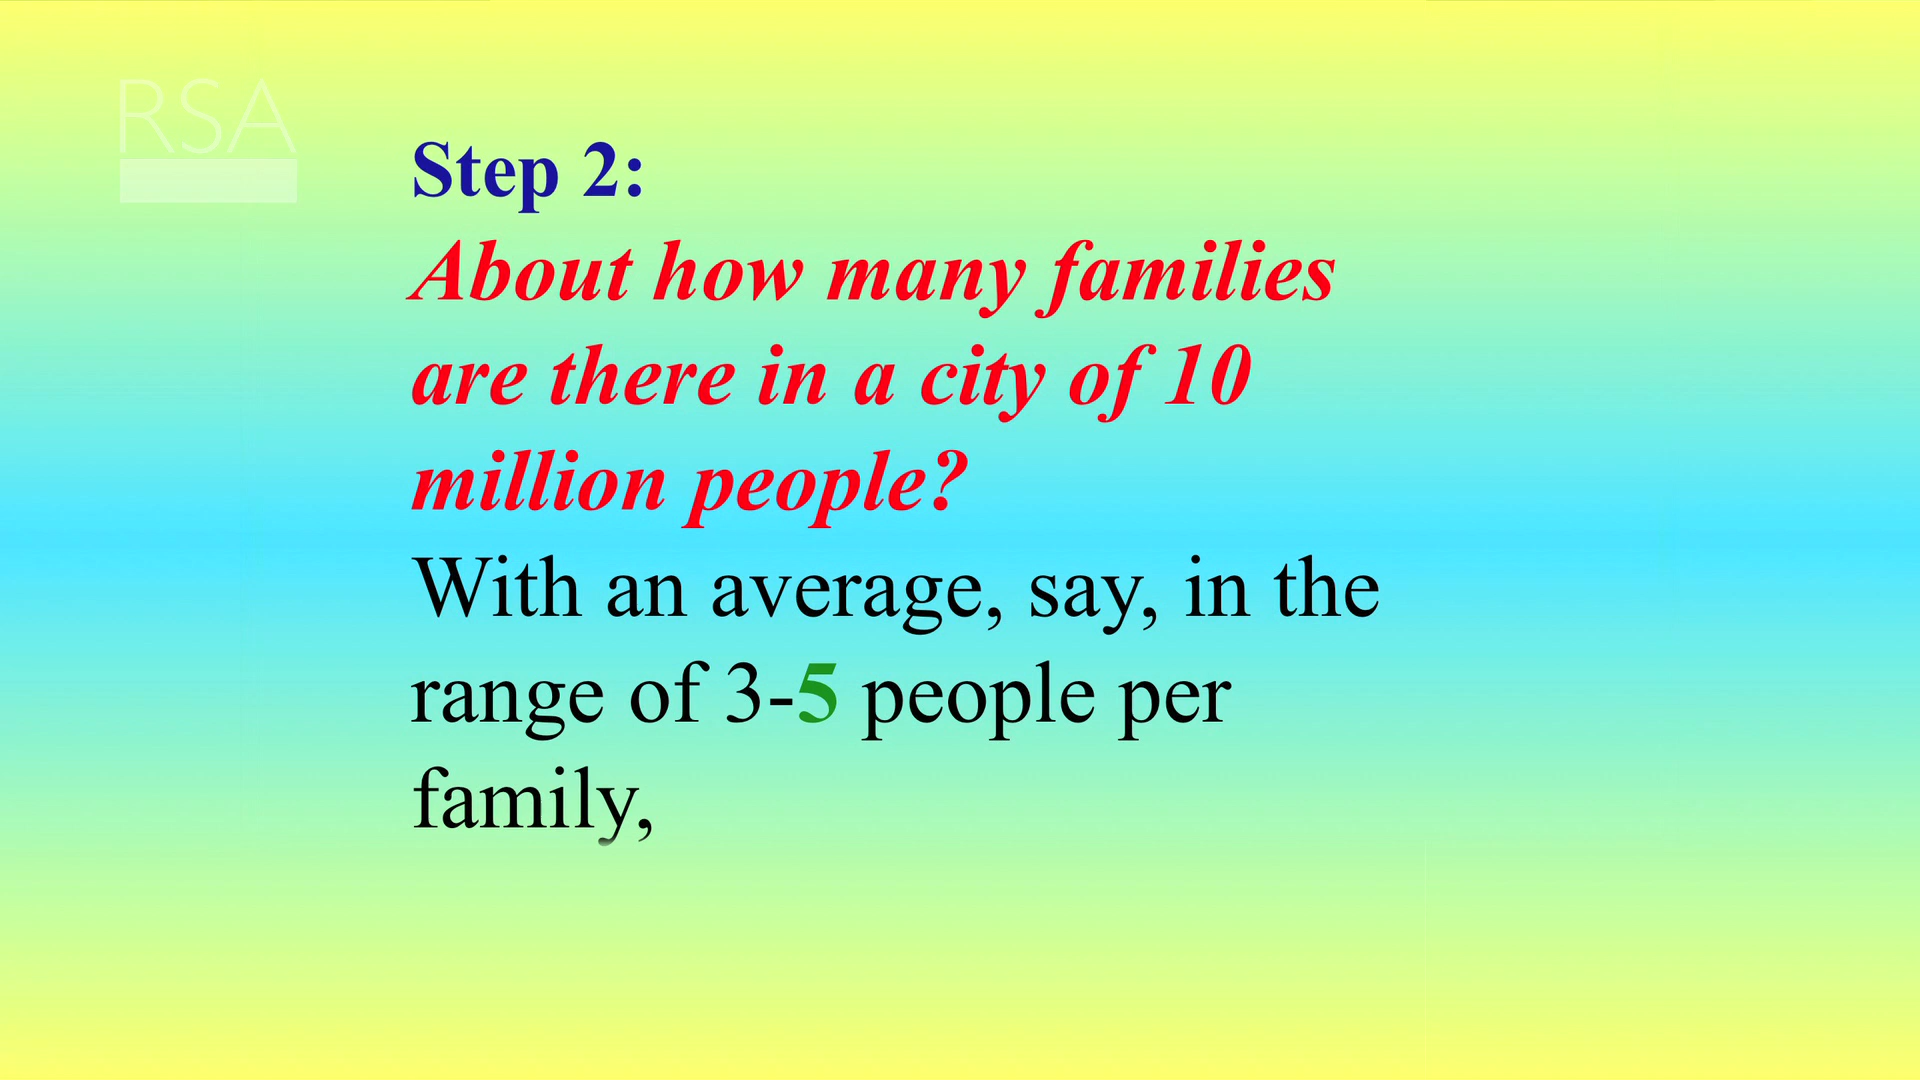 RSA
Step 2:
About how many families
are there in a city of 10
million people?
With an average, say, in the
range of 3-5 people per
family,